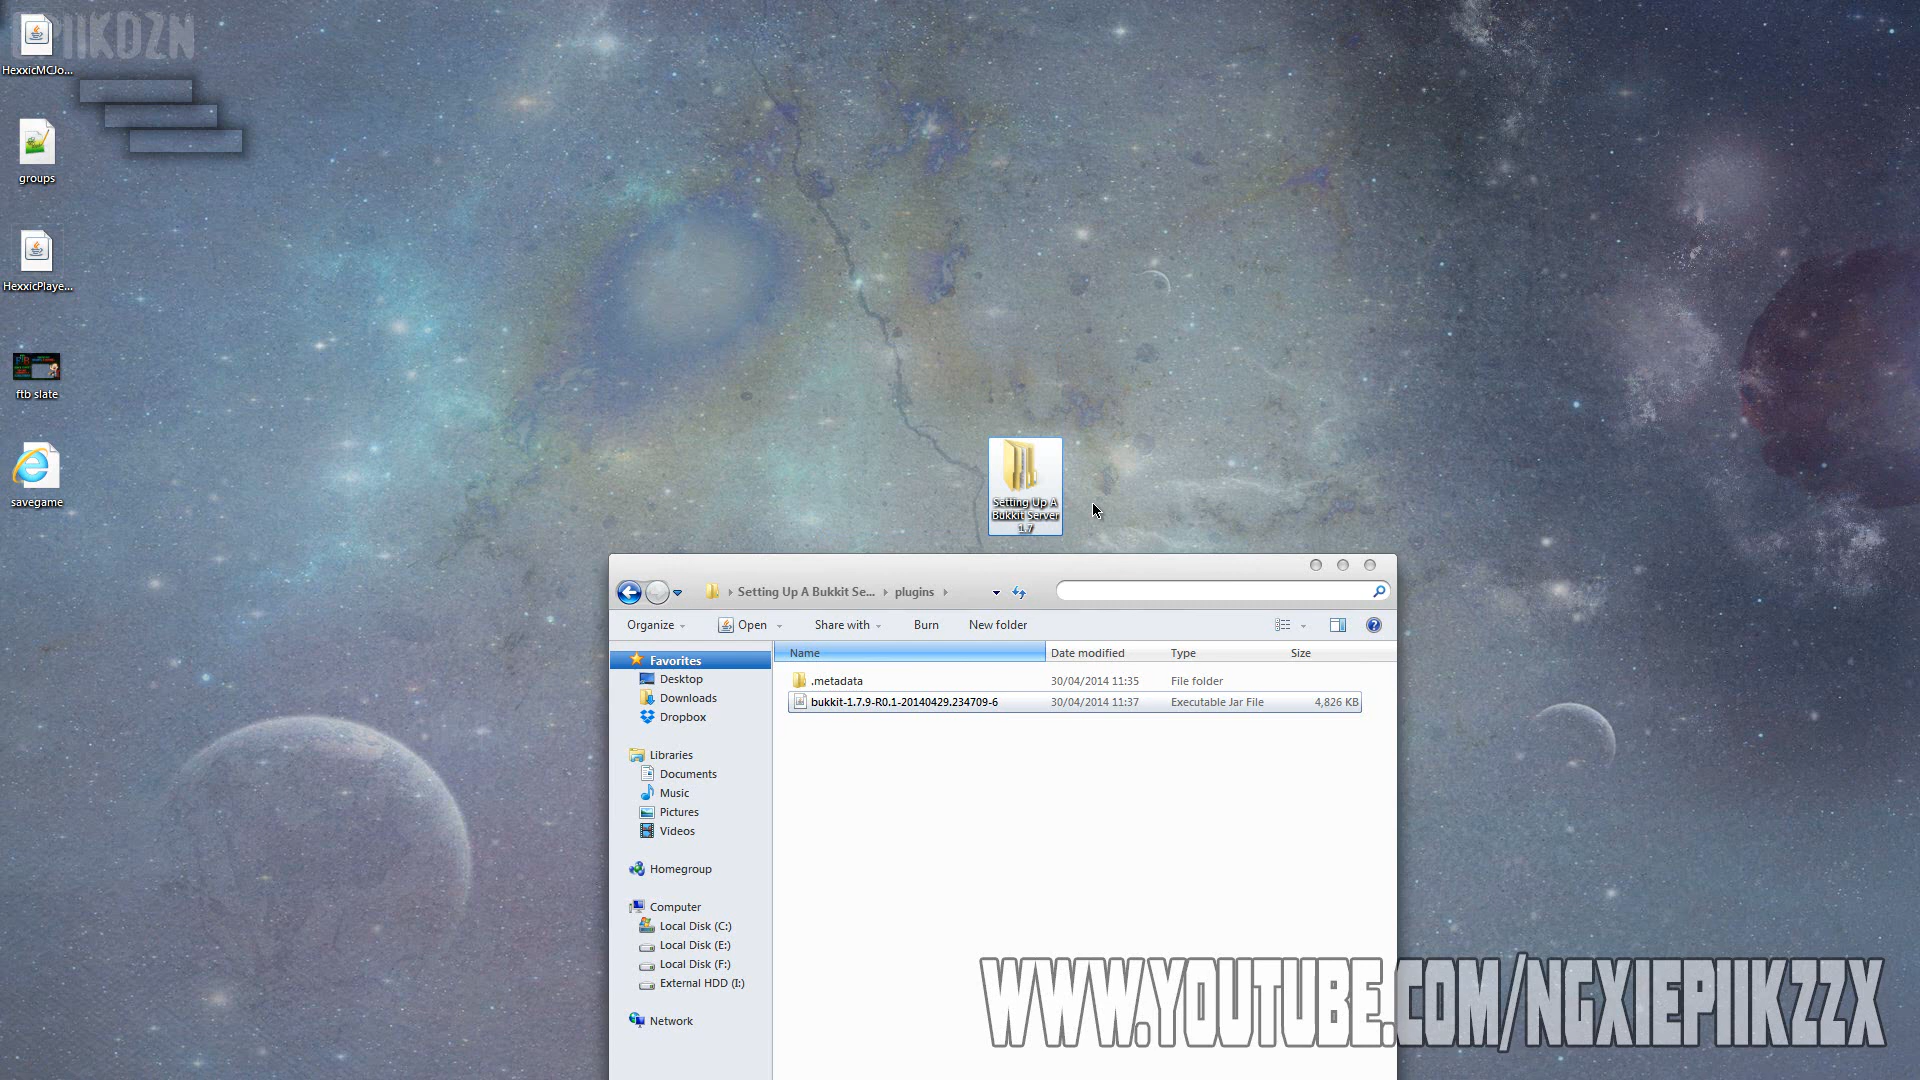 HexxicMCJo...
groups
HexxicPlaye...
ftb slate
savegame
Setting Up A
Bukkit Server
1.7
Setting Up A Bukkit Se...
plugins
Organize
Open
Share with
Burn
New folder
Name
Date modified
Type
Size
Favorites
Desktop
Downloads
Dropbox
Libraries
Documents
Music
Pictures
Videos
Homegroup
Computer
Local Disk (C:)
Local Disk (E:)
Local Disk (F:)
External HDD (I:)
Network
.metadata 30/04/2014 11:35 File folder
bukkit-1.7.9-R0.1-20140429.234709-6 30/04/2014 11:37 Executable Jar File 4,826 KB
WWW.YOUTUBE.COM/NGXIEPIIKZZX